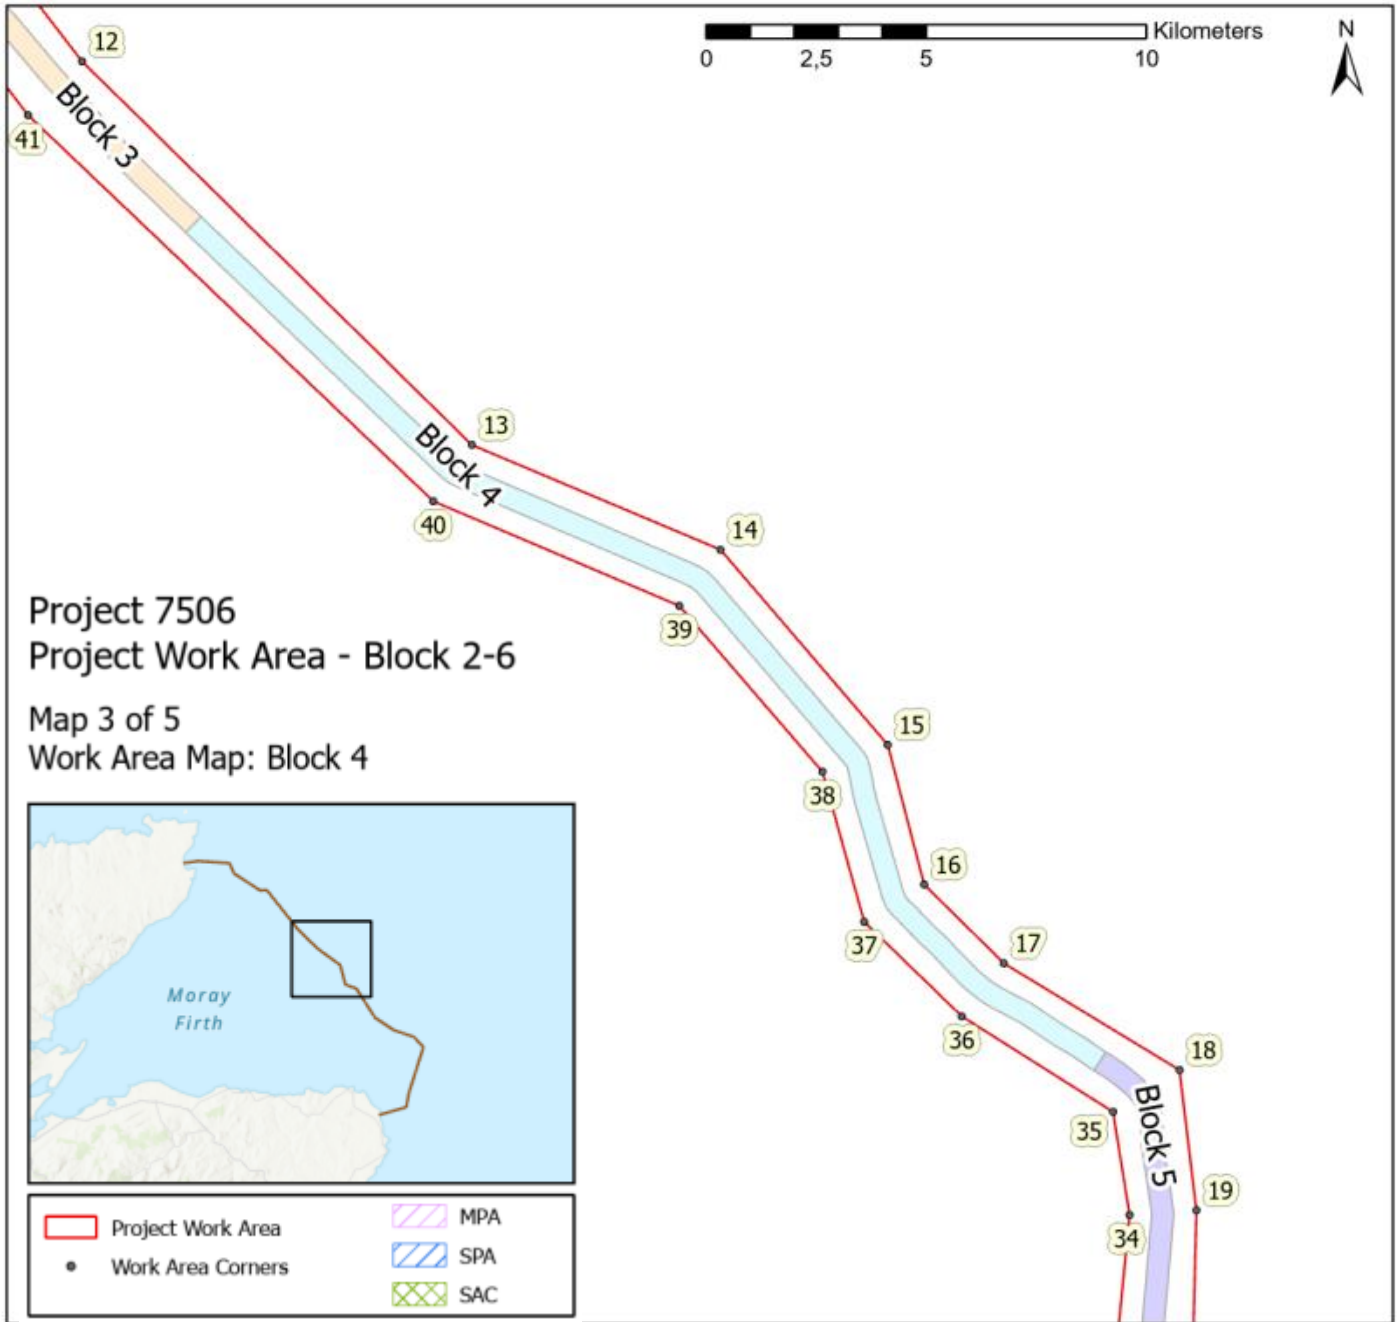 Kilometers
0 2,5 5 10
N
12
41
Block 3
13
Block 4
40
14
39
15
38
16
37
17
36
18
35
Block 5
19
34
Project 7506
Project Work Area - Block 2-6
Map 3 of 5
Work Area Map: Block 4
Moray
Firth
Project Work Area
Work Area Corners
MPA
SPA
SAC